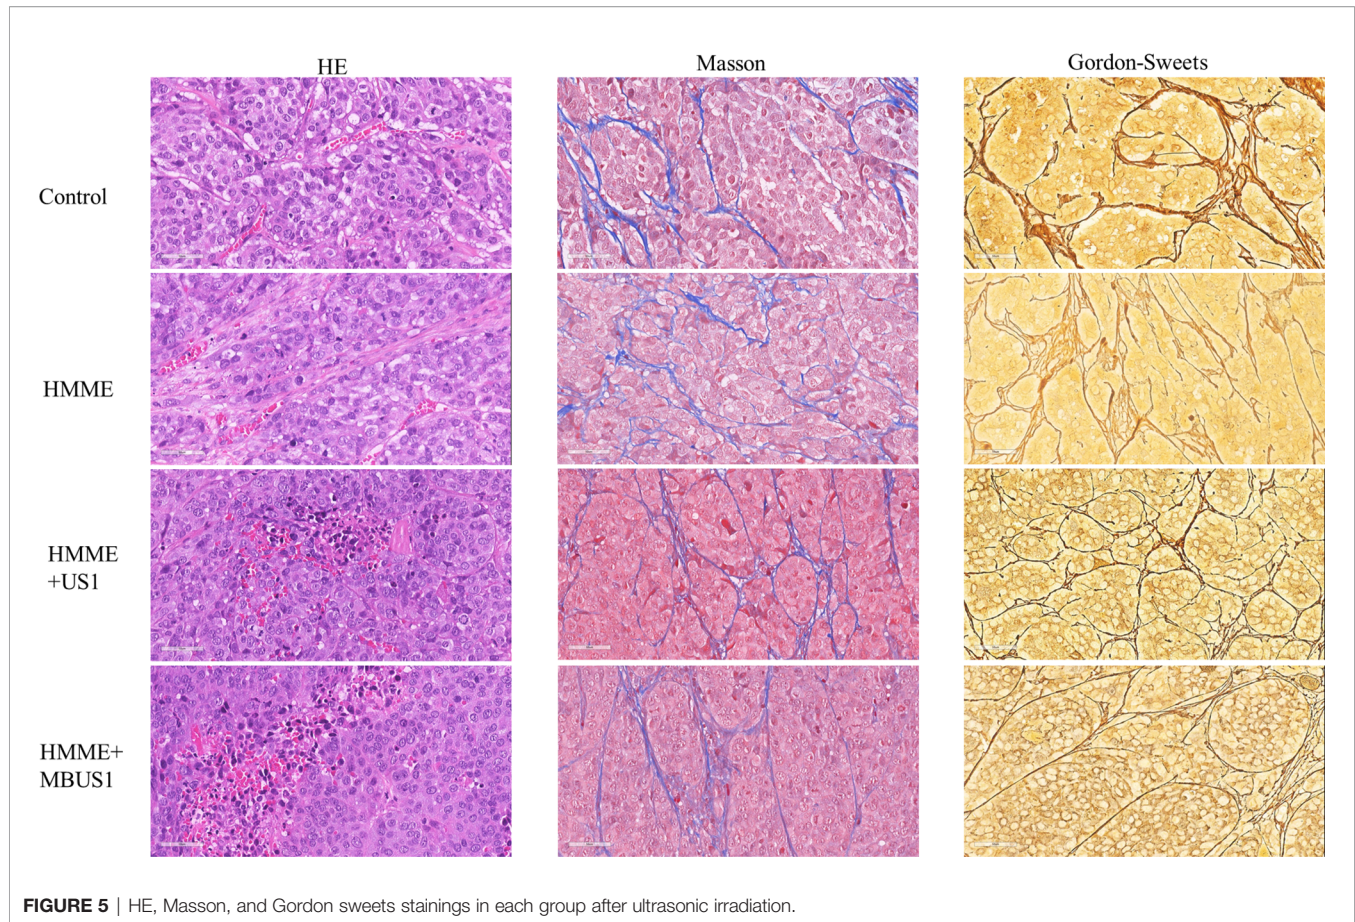 HE
Masson
Gordon-Sweets
Control
HMME
HMME
+US1
HMME+
MBUS1
FIGURE 5 | HE, Masson, and Gordon sweets stainings in each group after ultrasonic irradiation.